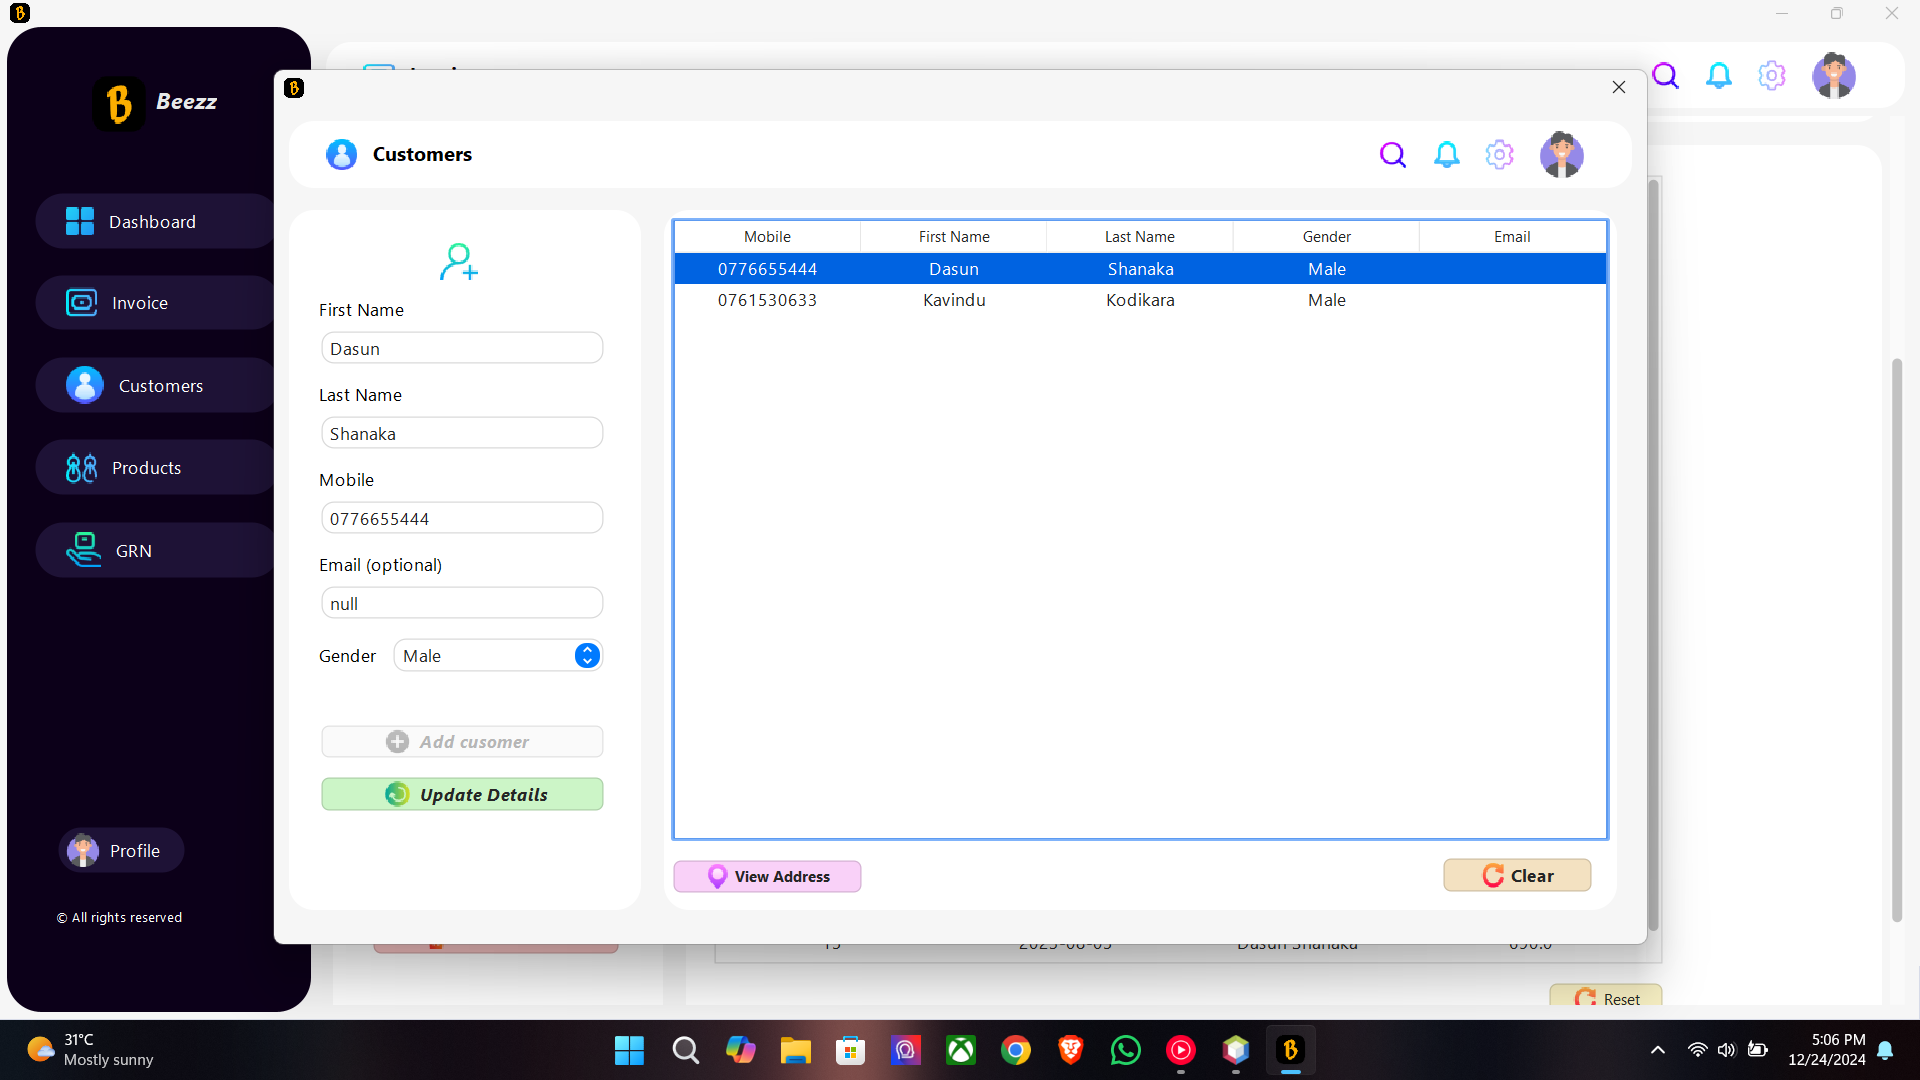 Beezz
Customers
Dashboard
Invoice
Customers
Products
GRN
Profile
© All rights reserved
First Name
Dasun
Last Name
Shanaka
Mobile
0776655444
Email (optional)
null
Gender Male
Add cusomer
Update Details
Mobile First Name Last Name Gender Email
0776655444 Dasun Shanaka Male
0761530633 Kavindu Kodikara Male
View Address
Clear
Reset
31°C
Mostly sunny
5:06 PM
12/24/2024